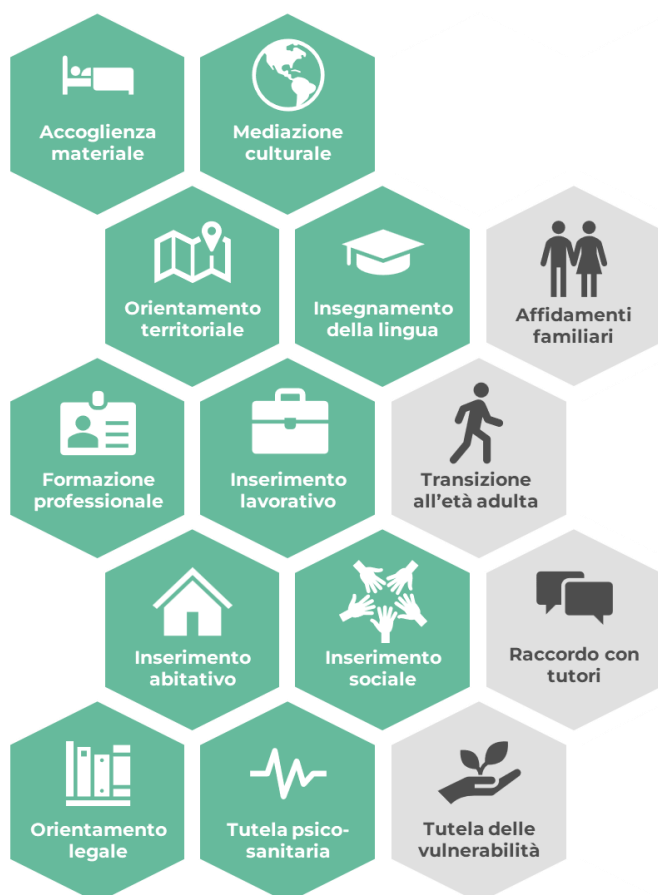 Accoglienza
materiale
Mediazione
culturale
Orientamento
territoriale
Insegnamento
della lingua
Affidamenti
familiari
Formazione
professionale
Inserimento
lavorativo
Transizione
all'età adulta
Inserimento
abitativo
Inserimento
sociale
Raccordo con
tutori
Orientamento
legale
Tutela psico-
sanitaria
Tutela delle
vulnerabilità